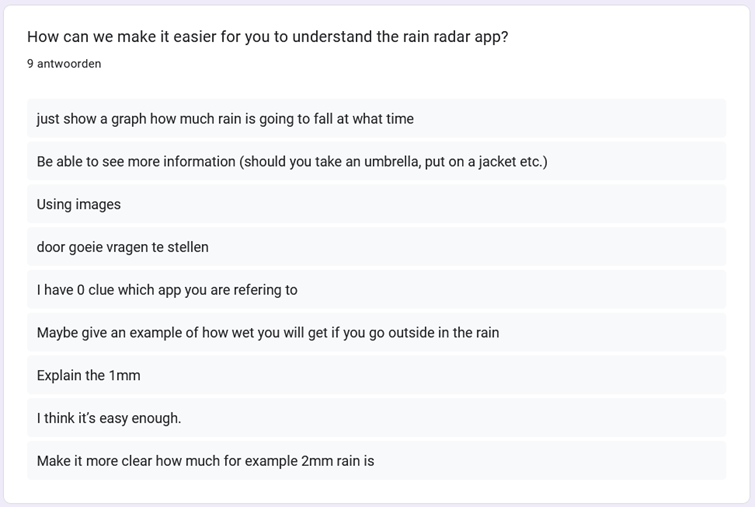 How can we make it easier for you to understand the rain radar app?
9 antwoorden
just show a graph how much rain is going to fall at what time
Be able to see more information (should you take an umbrella, put on a jacket etc.)
Using images
door goeie vragen te stellen
I have 0 clue which app you are refering to
Maybe give an example of how wet you will get if you go outside in the rain
Explain the 1mm
I think it’s easy enough.
Make it more clear how much for example 2mm rain is